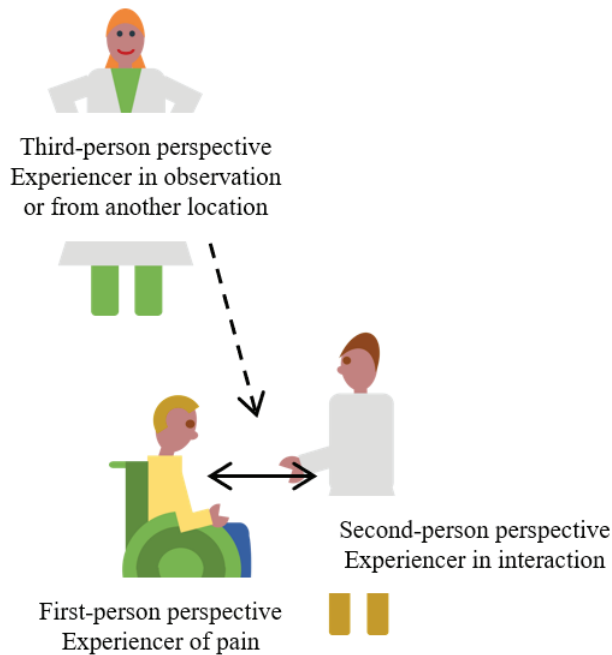 Third-person perspective
Experiencer in observation
or from another location
Second-person perspective
Experiencer in interaction
First-person perspective
Experiencer of pain